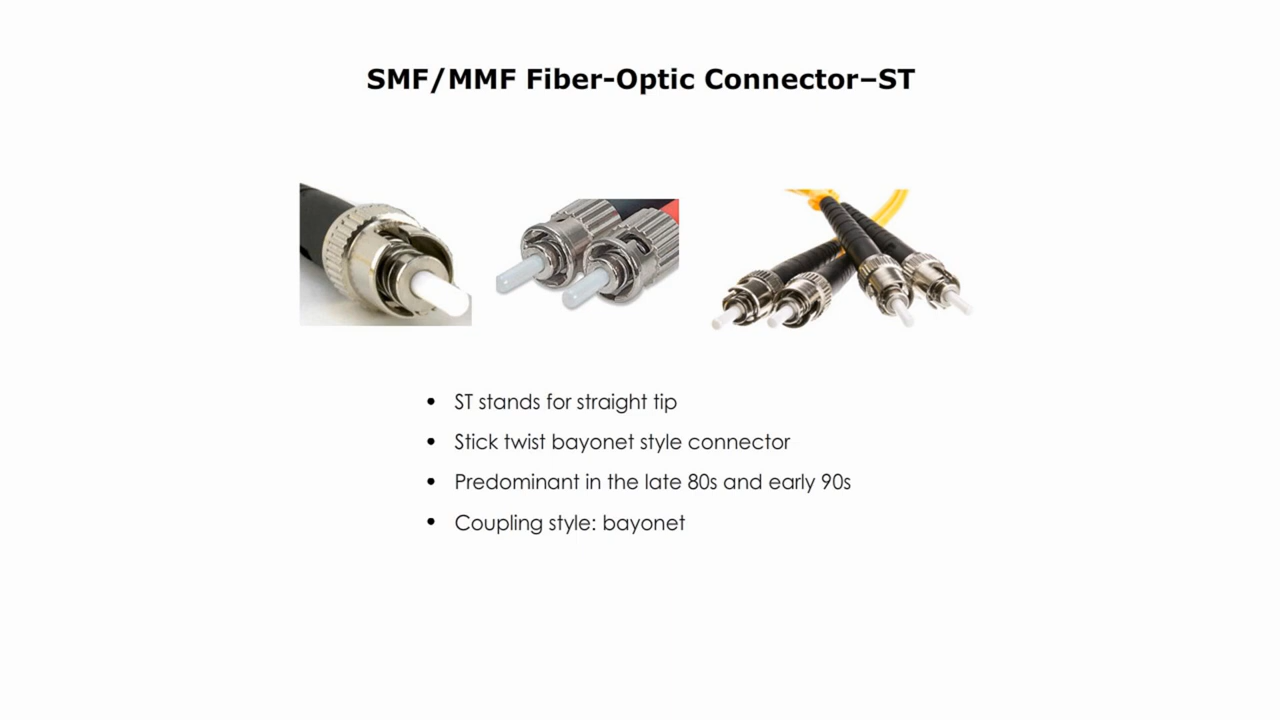 SMF/MMF Fiber-Optic Connector–ST
• ST stands for straight tip
• Stick twist bayonet style connector
• Predominant in the late 80s and early 90s
• Coupling style: bayonet